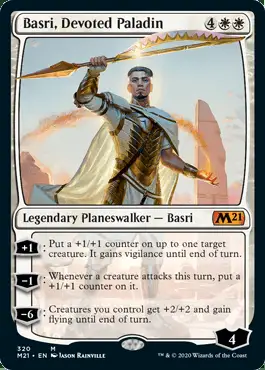 Basri, Devoted Paladin 4
Legendary Planeswalker — Basri M21
+1: Put a +1/+1 counter on up to one target
creature. It gains vigilance until end of turn.
-1: Whenever a creature attacks this turn, put a
+1/+1 counter on it.
-6: Creatures you control get +2/+2 and gain
flying until end of turn.
4
320 M
M21 • EN JASON RAINVILLE ™ & © 2020 Wizards of the Coast